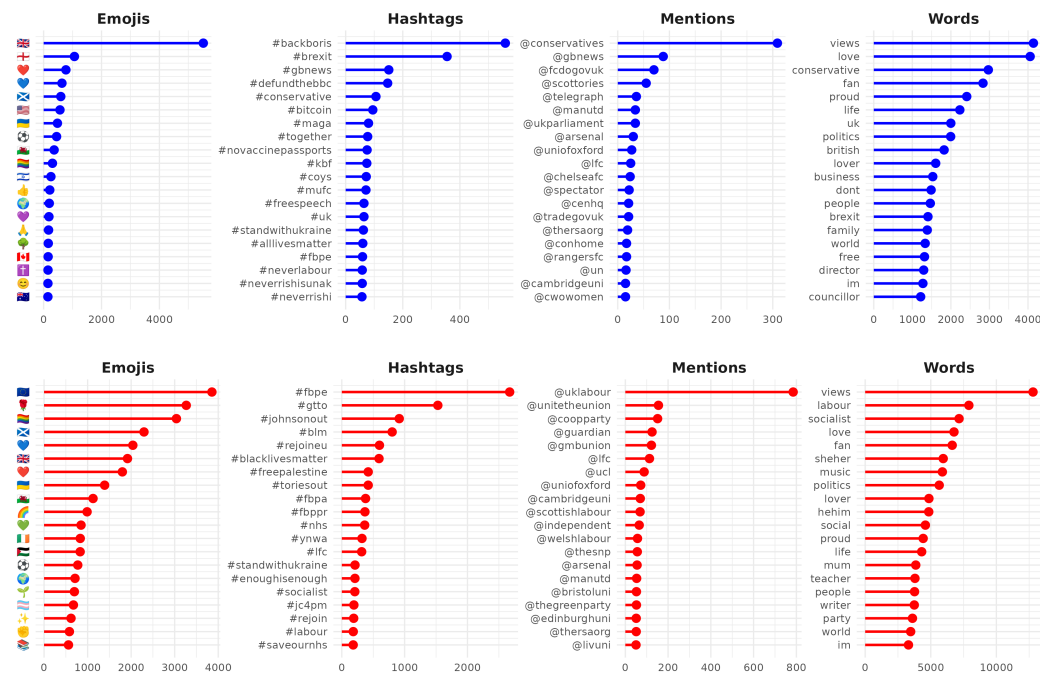 Emojis
Hashtags
Mentions
Words
#backboris
#brexit
#gbnews
#defundthebbc
#conservative
#bitcoin
#maga
#together
#novaccinepassports
#kbf
#coys
#mufc
#freespeech
#uk
#standwithukraine
#alllivesmatter
#fbpe
#neverlabour
#neverrishisunak
#neverrishi
@conservatives
@gbnews
@fcdogovuk
@scottories
@telegraph
@manutd
@ukparliament
@arsenal
@uniofoxford
@lfc
@chelseafc
@spectator
@cenhq
@tradegovuk
@thersaorg
@conhome
@rangersfc
@un
@cambridgeuni
@cwowomen
views
love
conservative
fan
proud
life
uk
politics
british
lover
business
dont
people
brexit
family
world
free
director
im
councillor
0 2000 4000
0 200 400
0 100 200 300
0 1000 2000 3000 4000
Emojis
Hashtags
Mentions
Words
#fbpe
#gtto
#johnsonout
#blm
#rejoineu
#blacklivesmatter
#freepalestine
#toriesout
#fbpa
#fbppr
#nhs
#ynwa
#lfc
#standwithukraine
#enoughisenough
#socialist
#jc4pm
#rejoin
#labour
#saveournhs
@uklabour
@unitetheunion
@coopparty
@guardian
@gmbunion
@lfc
@ucl
@uniofoxford
@cambridgeuni
@scottishlabour
@independent
@welshlabour
@thesnp
@arsenal
@manutd
@bristoluni
@thegreenparty
@edinburghuni
@thersaorg
@livuni
views
labour
socialist
love
fan
sheher
music
politics
lover
hehim
social
proud
life
mum
teacher
people
writer
party
world
im
0 1000 2000 3000 4000
0 1000 2000
0 200 400 600 800
0 5000 10000